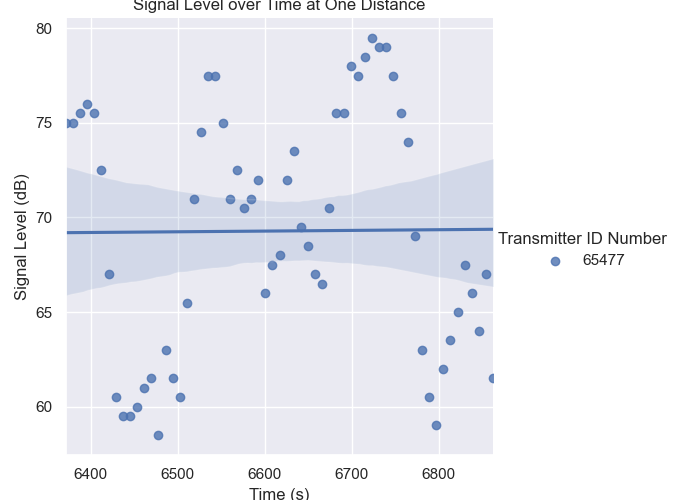 Signal Level over Time at One Distance
80
75
70
65
60
Signal Level (dB)
6400 6500 6600 6700 6800
Time (s)
Transmitter ID Number
65477